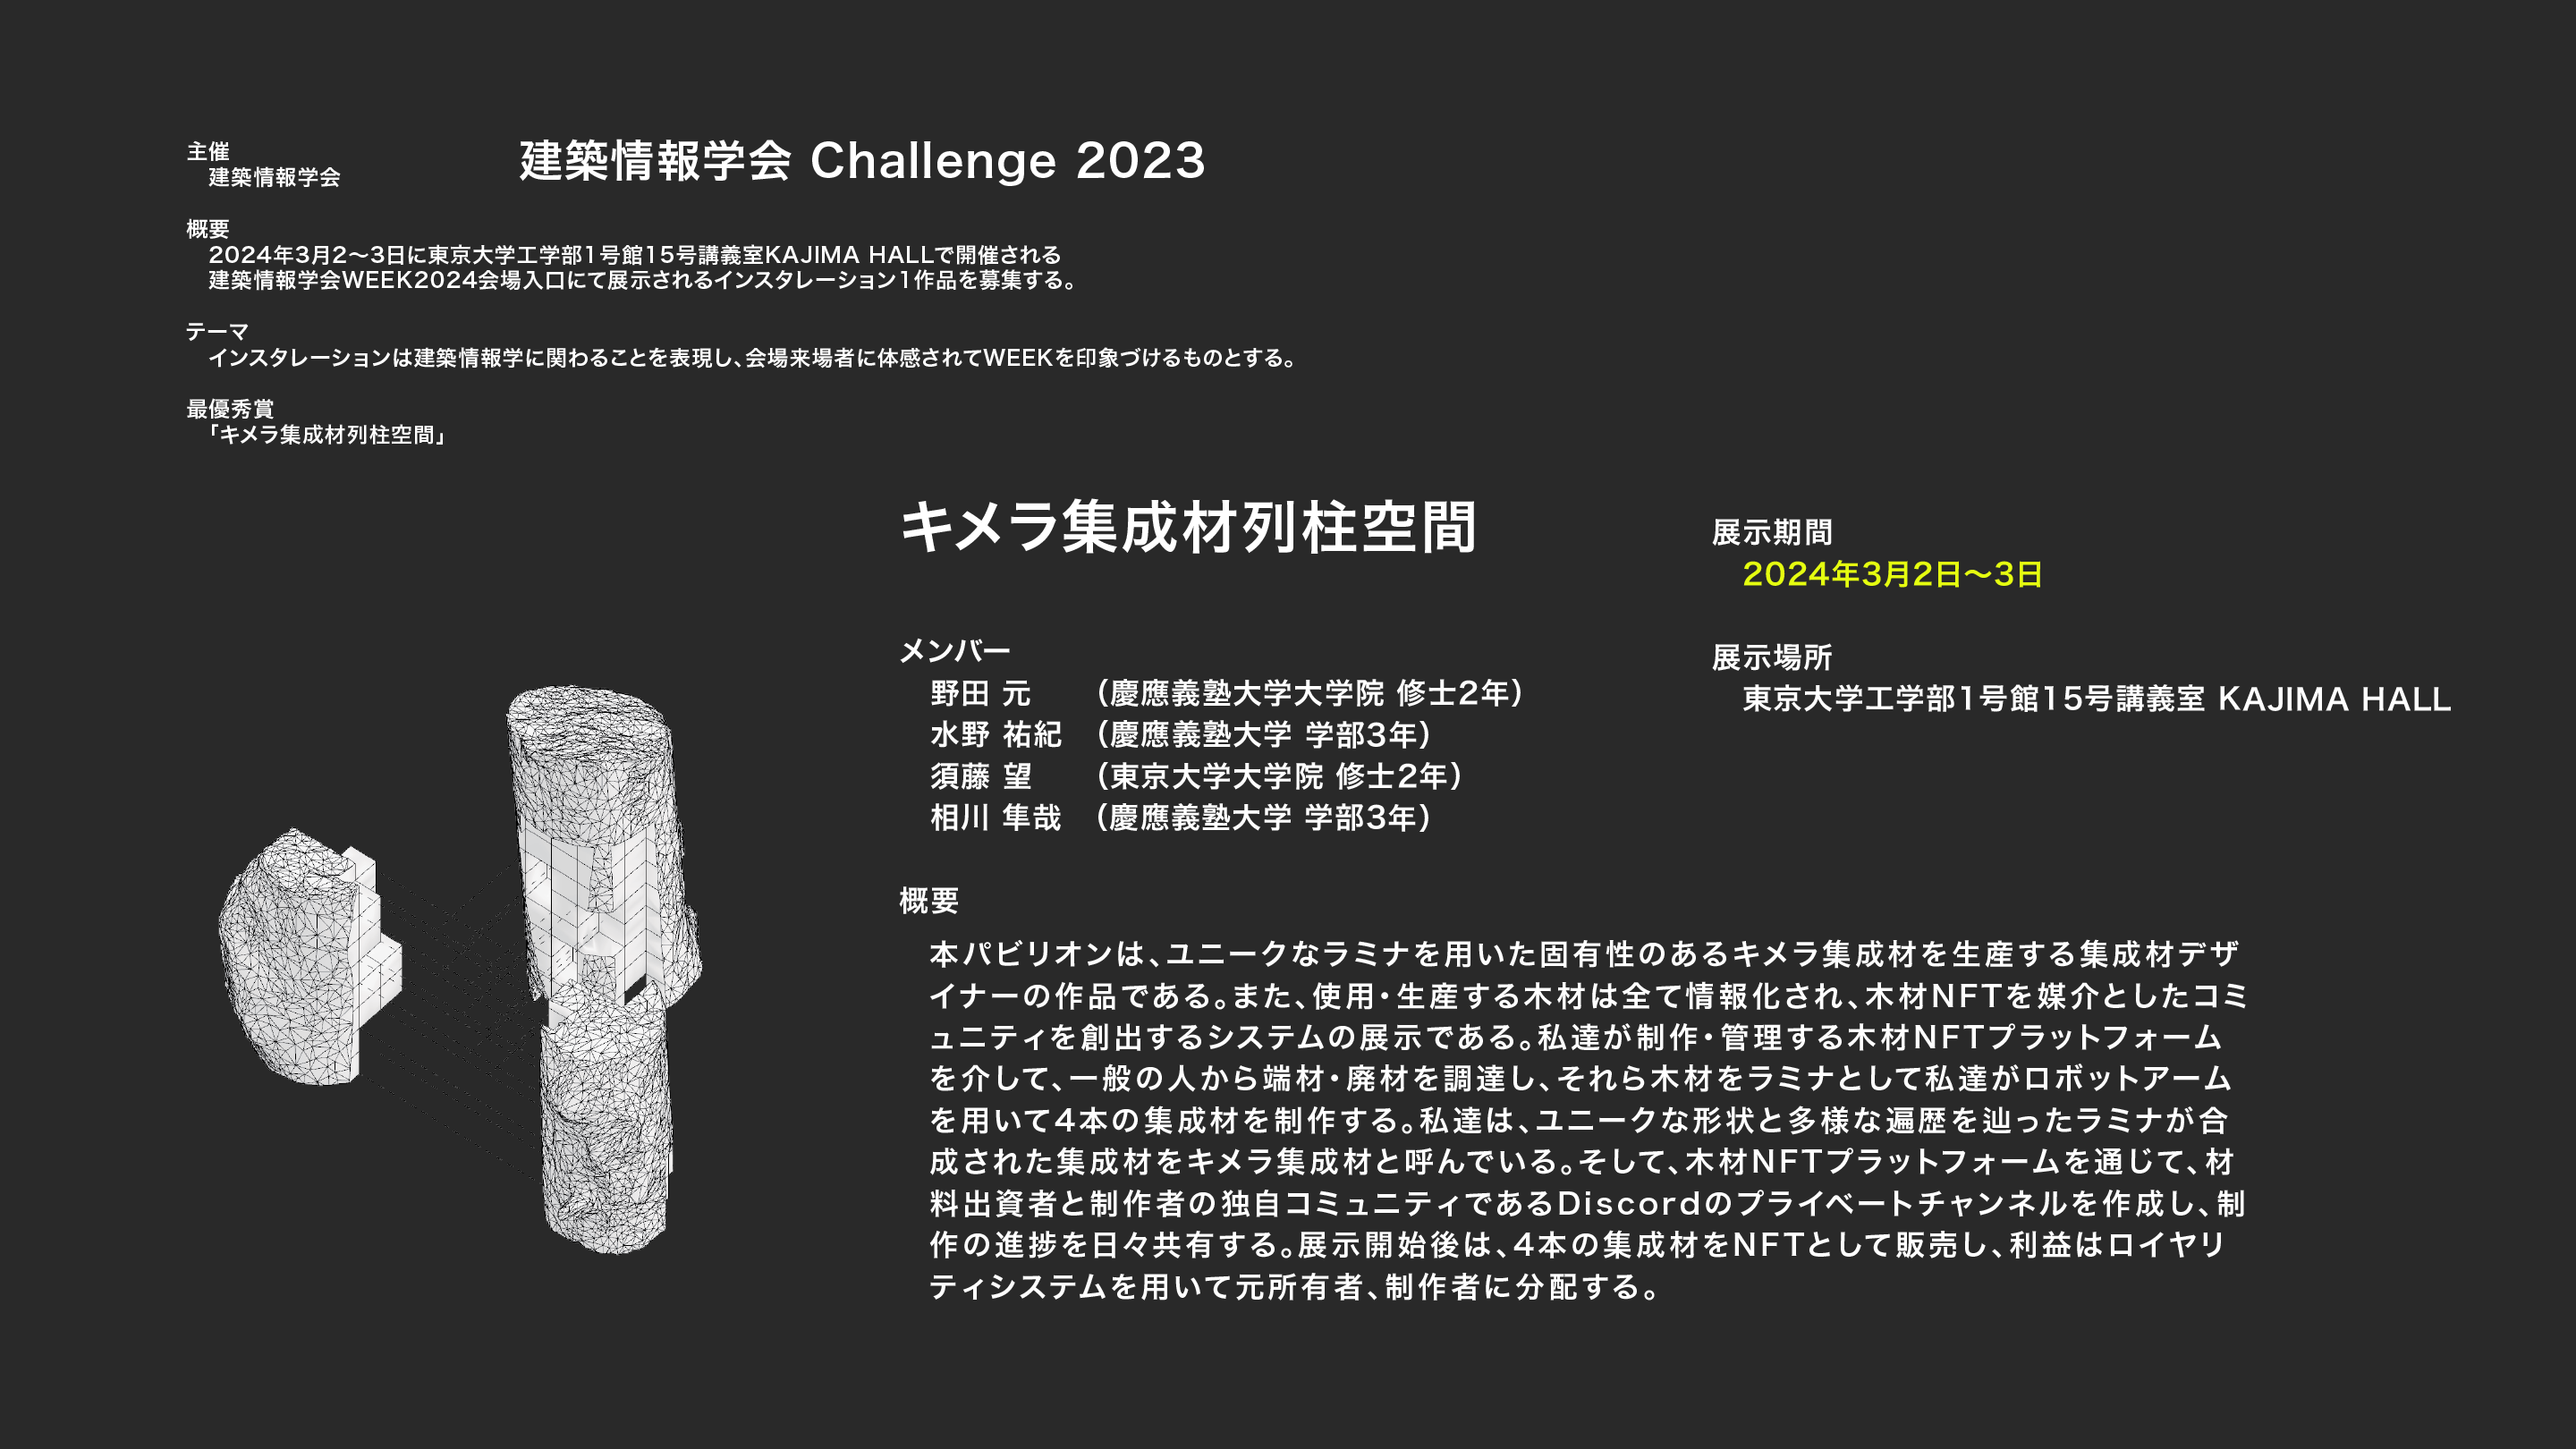 主催
建築情報学会
建築情報学会 Challenge 2023
概要
2024年3月2～3日に東京大学工学部1号館15号講義室KAJIMA HALLで開催される
建築情報学会WEEK2024会場入口にて展示されるインスタレーション1作品を募集する。
テーマ
インスタレーションは建築情報学に関わることを表現し、会場来場者に体感されてWEEKを印象づけるものとする。
最優秀賞
「キメラ集成材列柱空間」
キメラ集成材列柱空間
メンバー
野田 元 （慶應義塾大学大学院 修士2年）
水野 祐紀 （慶應義塾大学 学部3年）
須藤 望 （東京大学大学院 修士2年）
相川 隼哉 （慶應義塾大学 学部3年）
展示期間
2024年3月2日～3日
展示場所
東京大学工学部1号館15号講義室 KAJIMA HALL
概要
本パビリオンは、ユニークなラミナを用いた固有性のあるキメラ集成材を生産する集成材デザ
イナーの作品である。また、使用・生産する木材は全て情報化され、木材NFTを媒介としたコミ
ュニティを創出するシステムの展示である。私達が制作・管理する木材NFTプラットフォーム
を介して、一般の人から端材・廃材を調達し、それら木材をラミナとして私達がロボットアーム
を用いて4本の集成材を制作する。私達は、ユニークな形状と多様な遍歴を辿ったラミナが合
成された集成材をキメラ集成材と呼んでいる。そして、木材NFTプラットフォームを通じて、材
料出資者と制作者の独自コミュニティであるDiscordのプライベートチャンネルを作成し、制
作の進捗を日々共有する。展示開始後は、4本の集成材をNFTとして販売し、利益はロイヤリ
ティシステムを用いて元所有者、制作者に分配する。